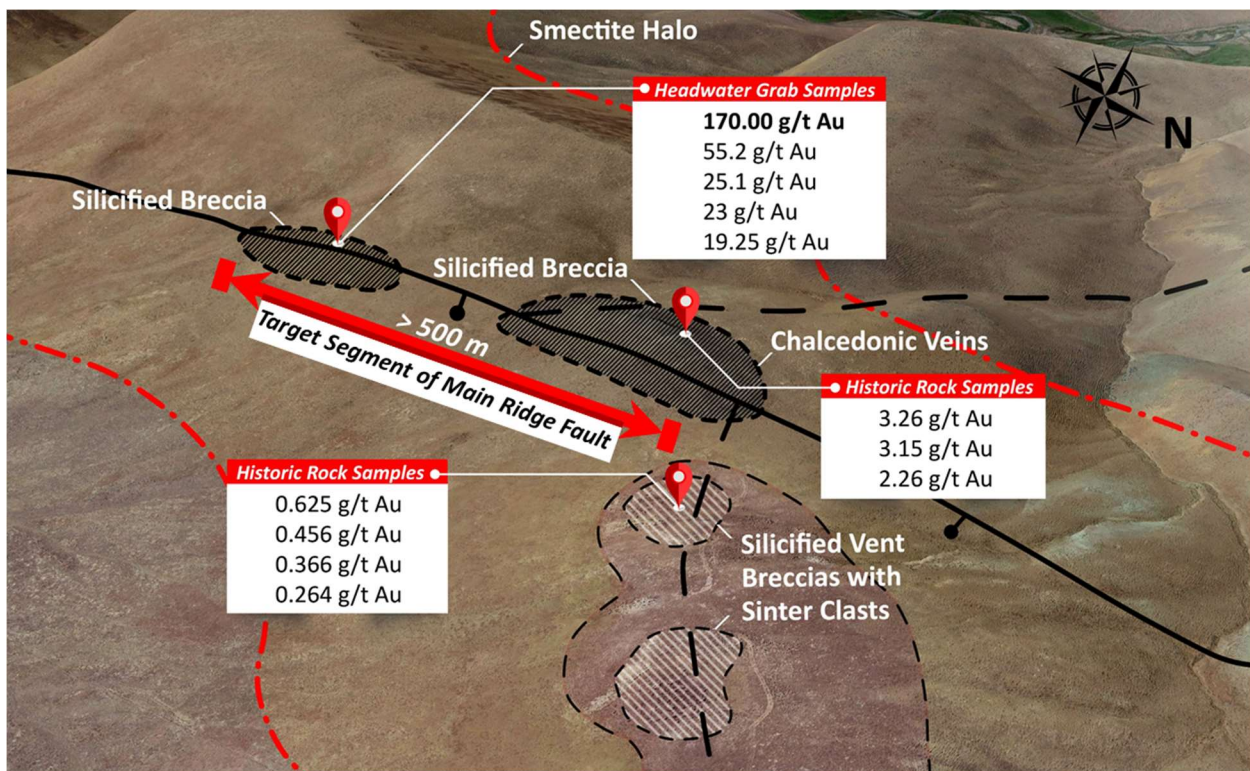 Smectite Halo
Headwater Grab Samples
170.00 g/t Au
55.2 g/t Au
25.1 g/t Au
23 g/t Au
19.25 g/t Au
N
Silicified Breccia
Silicified Breccia
> 500 m
Target Segment of Main Ridge Fault
Chalcedonic Veins
Historic Rock Samples
3.26 g/t Au
3.15 g/t Au
2.26 g/t Au
Historic Rock Samples
0.625 g/t Au
0.456 g/t Au
0.366 g/t Au
0.264 g/t Au
Silicified Vent
Breccias with
Sinter Clasts